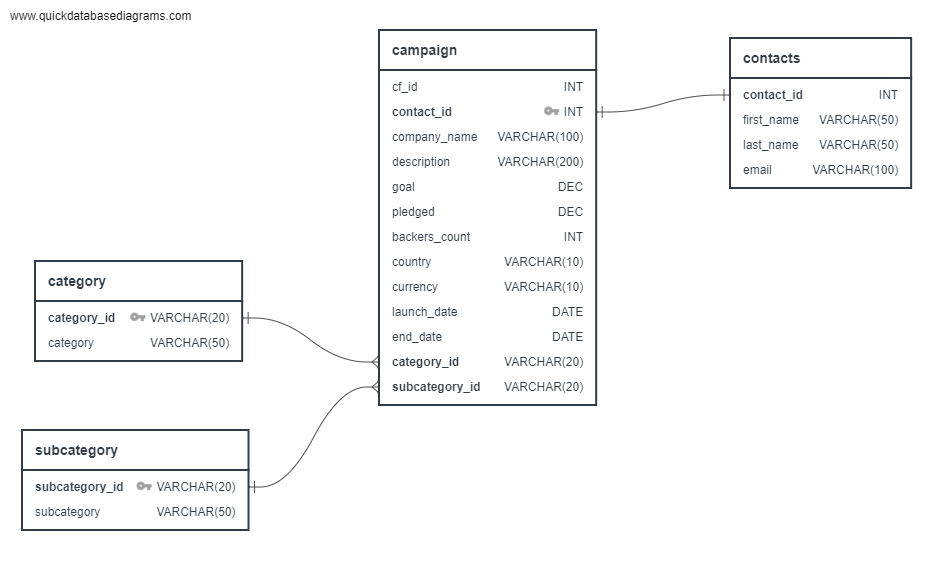 www.quickdatabasediagrams.com
campaign
cf_id INT
contact_id INT
company_name VARCHAR(100)
description VARCHAR(200)
goal DEC
pledged DEC
backers_count INT
country VARCHAR(10)
currency VARCHAR(10)
launch_date DATE
end_date DATE
category_id VARCHAR(20)
subcategory_id VARCHAR(20)
contacts
contact_id INT
first_name VARCHAR(50)
last_name VARCHAR(50)
email VARCHAR(100)
category
category_id VARCHAR(20)
category VARCHAR(50)
subcategory
subcategory_id VARCHAR(20)
subcategory VARCHAR(50)